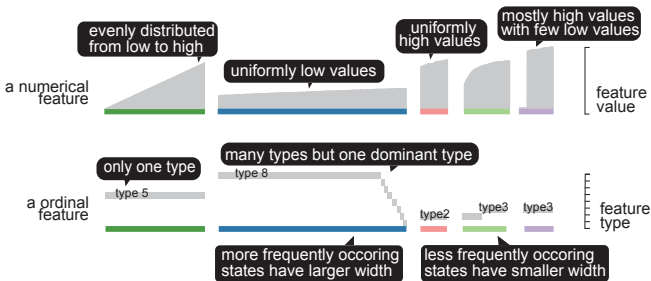 evenly distributed
from low to high
uniformly low values
uniformly
high values
mostly high values
with few low values
a numerical
feature
feature
value
only one type
many types but one dominant type
type 5
type 8
type2
type3
type3
a ordinal
feature
feature
type
more frequently occoring
states have larger width
less frequently occoring
states have smaller width